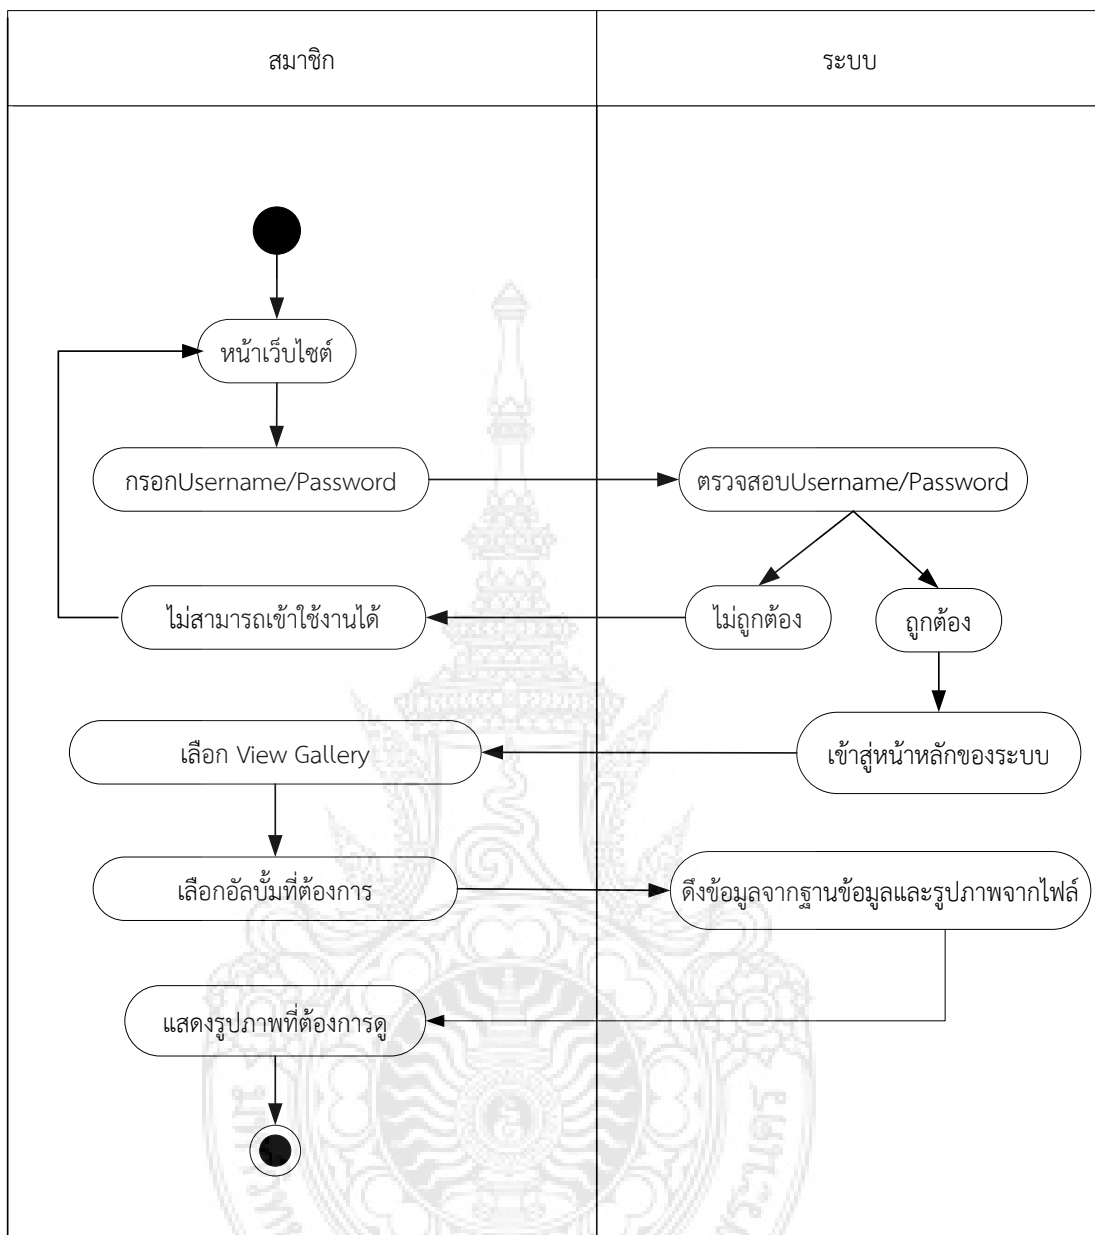 สมาชิก
ระบบ
หน้าเว็บไซต์
กรอกUsername/Password
ตรวจสอบUsername/Password
ไม่สามารถเข้าใช้งานได้
ไม่ถูกต้อง
ถูกต้อง
เลือก View Gallery
เข้าสู่หน้าหลักของระบบ
เลือกอัลบั้มที่ต้องการ
ดึงข้อมูลจากฐานข้อมูลและรูปภาพจากไฟล์
แสดงรูปภาพที่ต้องการดู